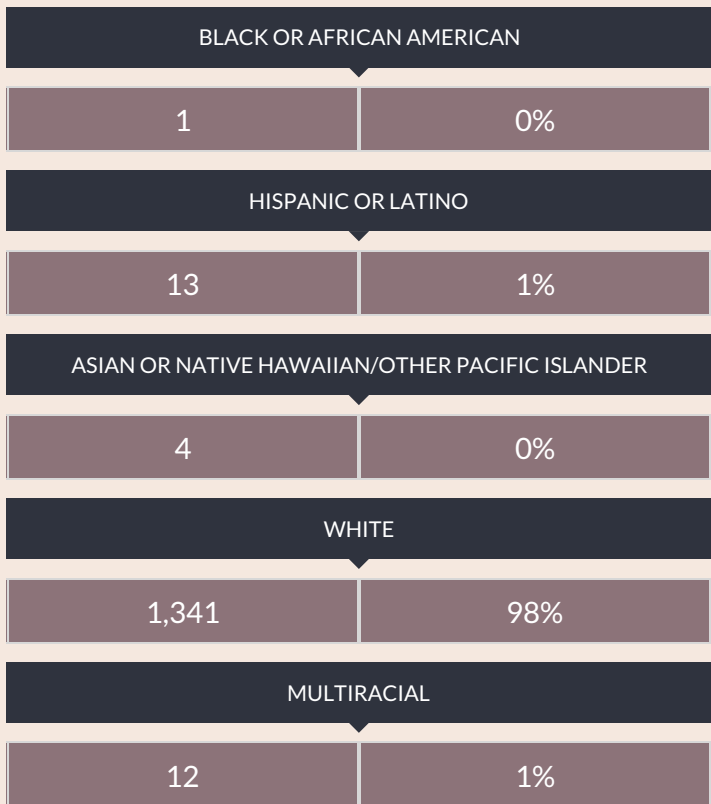 BLACK OR AFRICAN AMERICAN
1 0%
HISPANIC OR LATINO
13 1%
ASIAN OR NATIVE HAWAIIAN/OTHER PACIFIC ISLANDER
4 0%
WHITE
1,341 98%
MULTIRACIAL
12 1%